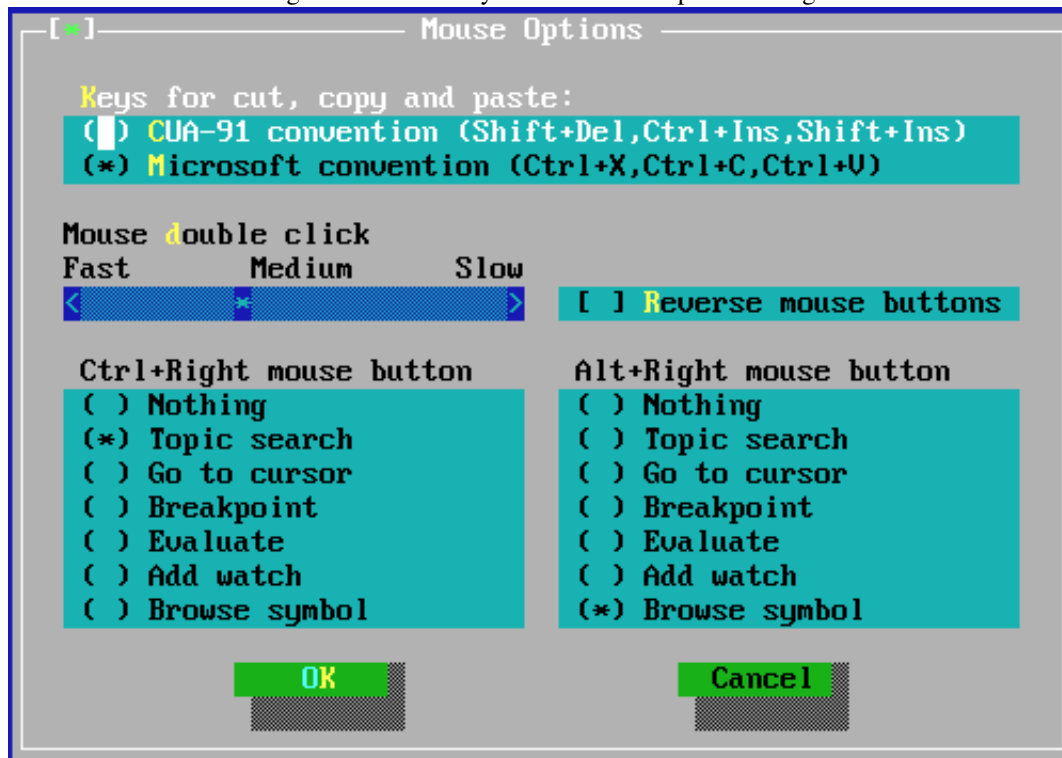 [*] Mouse Options
Keys for cut, copy and paste:
( ) CUA-91 convention (Shift+Del,Ctrl+Ins,Shift+Ins)
(*) Microsoft convention (Ctrl+X,Ctrl+C,Ctrl+V)
Mouse double click
Fast Medium Slow
[ ] Reverse mouse buttons
Ctrl+Right mouse button
( ) Nothing
(*) Topic search
( ) Go to cursor
( ) Breakpoint
( ) Evaluate
( ) Add watch
( ) Browse symbol
Alt+Right mouse button
( ) Nothing
( ) Topic search
( ) Go to cursor
( ) Breakpoint
( ) Evaluate
( ) Add watch
(*) Browse symbol
OK
Cancel